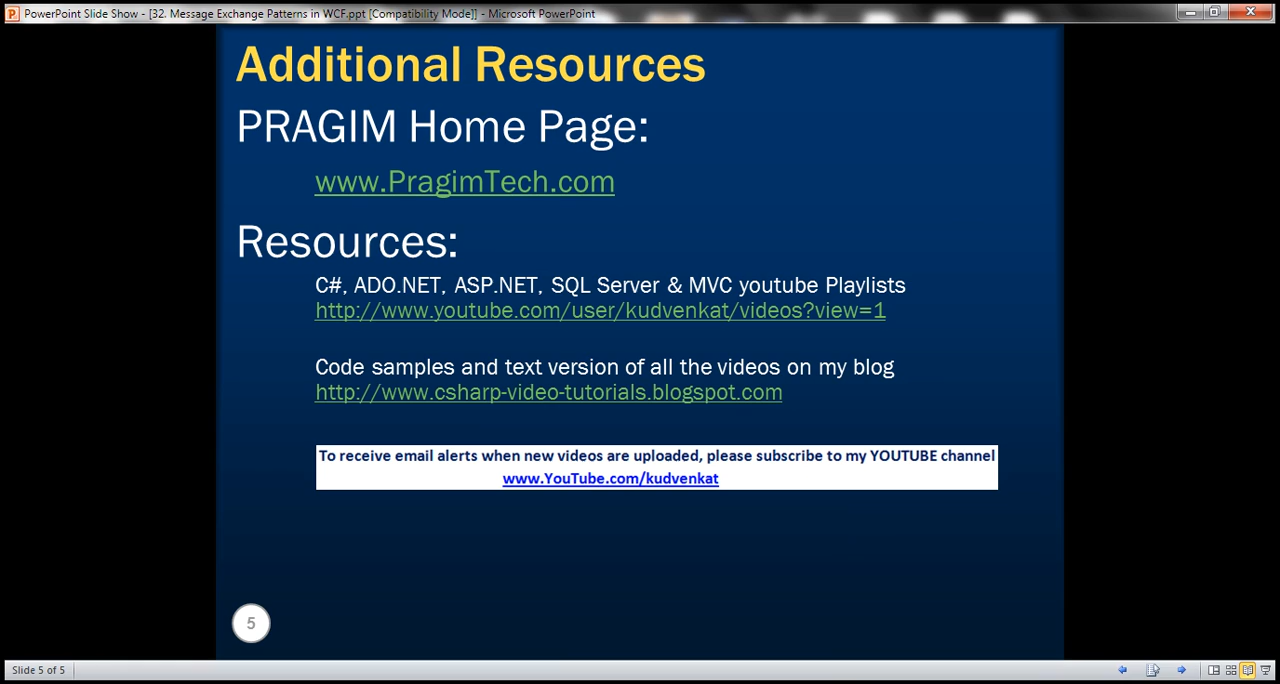 PowerPoint Slide Show - [32. Message Exchange Patterns in WCF.ppt [Compatibility Mode]] - Microsoft PowerPoint
Additional Resources
PRAGIM Home Page:
www.PragimTech.com
Resources:
C#, ADO.NET, ASP.NET, SQL Server & MVC youtube Playlists
http://www.youtube.com/user/kudvenkat/videos?view=1
Code samples and text version of all the videos on my blog
http://www.csharp-video-tutorials.blogspot.com
To receive email alerts when new videos are uploaded, please subscribe to my YOUTUBE channel
www.YouTube.com/kudvenkat
5
Slide 5 of 5